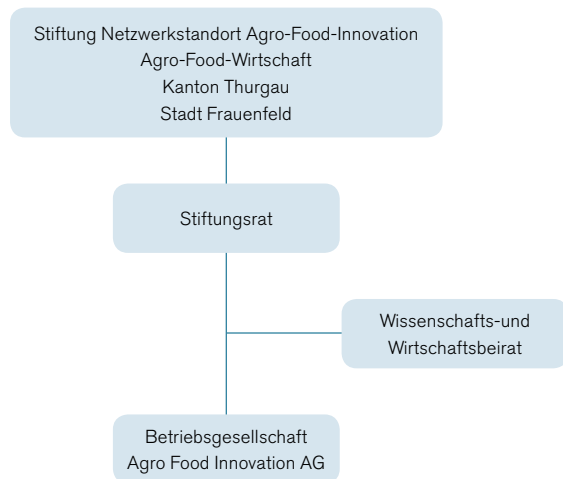 Stiftung Netzwerkstandort Agro-Food-Innovation
Agro-Food-Wirtschaft
Kanton Thurgau
Stadt Frauenfeld
Stiftungsrat
Wissenschafts-und
Wirtschaftsbeirat
Betriebsgesellschaft
Agro Food Innovation AG